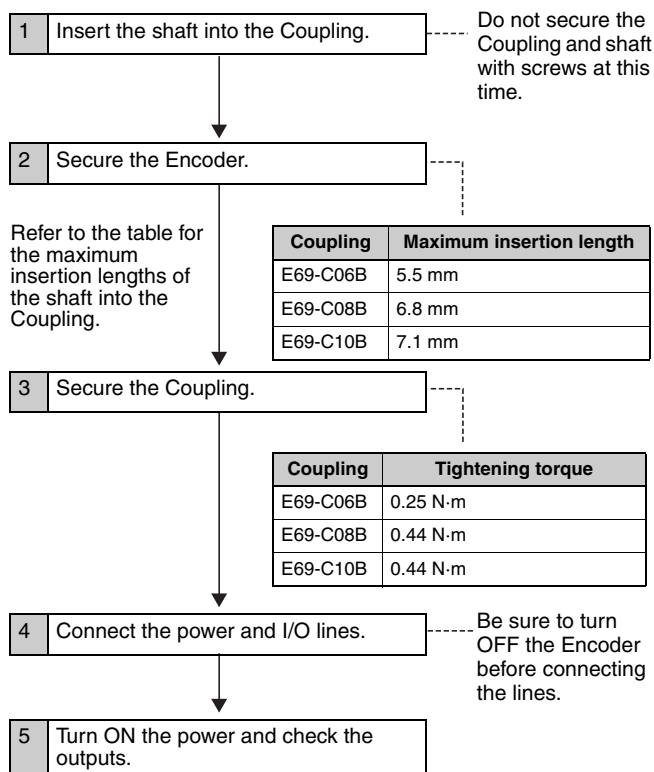 1 Insert the shaft into the Coupling.
Do not secure the
Coupling and shaft
with screws at this
time.
2 Secure the Encoder.
Refer to the table for
the maximum
insertion lengths of
the shaft into the
Coupling.
Coupling Maximum insertion length
E69-C06B 5.5 mm
E69-C08B 6.8 mm
E69-C10B 7.1 mm
3 Secure the Coupling.
Coupling Tightening torque
E69-C06B 0.25 N·m
E69-C08B 0.44 N·m
E69-C10B 0.44 N·m
4 Connect the power and I/O lines.
Be sure to turn
OFF the Encoder
before connecting
the lines.
5 Turn ON the power and check the
outputs.